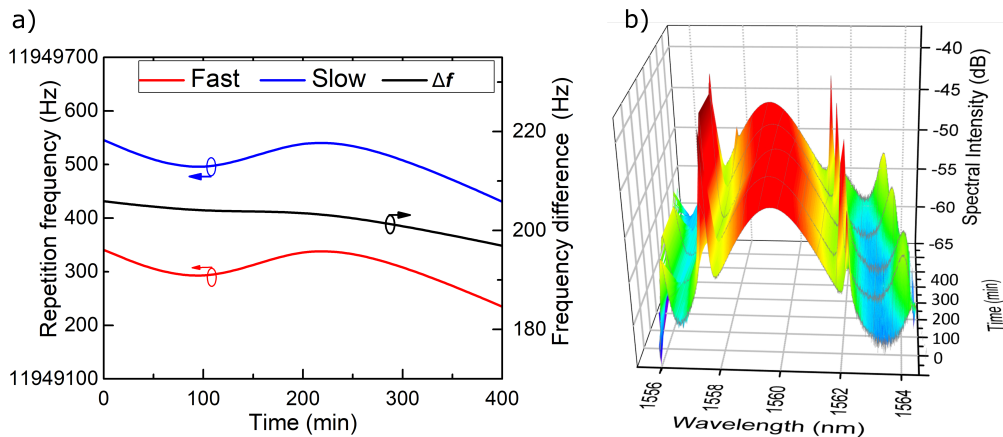 a)
11949700
600
500
400
300
200
11949100
Repetition frequency (Hz)
Fast
Slow
Δf
220
200
180
Frequency difference (Hz)
0
100
200
300
400
Time (min)
b)
-40
-45
-50
-55
-60
-65
Spectral Intensity (dB)
400
300
200
100
0
Time (min)
1556
1558
1560
1562
1564
Wavelength (nm)